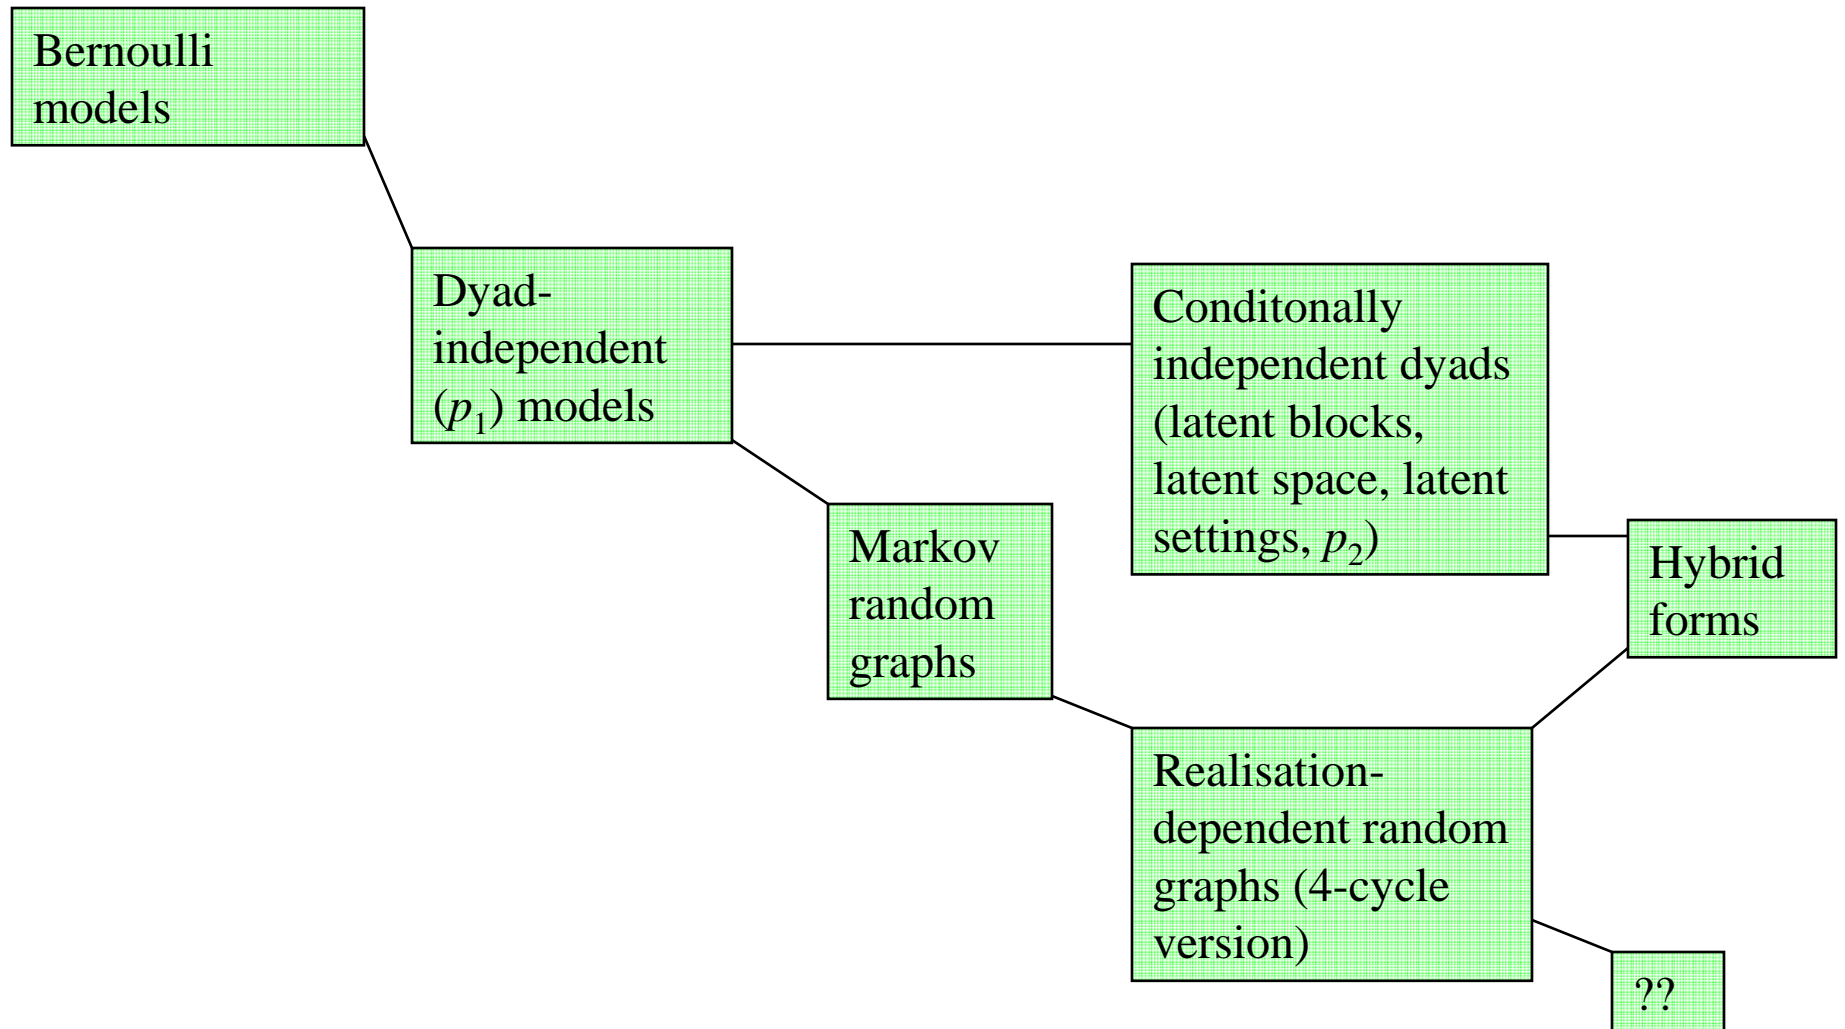 Bernoulli
models
Dyad-
independent
(p₁) models
Conditonally
independent dyads
(latent blocks,
latent space, latent
settings, p₂)
Markov
random
graphs
Hybrid
forms
Realisation-
dependent random
graphs (4-cycle
version)
??